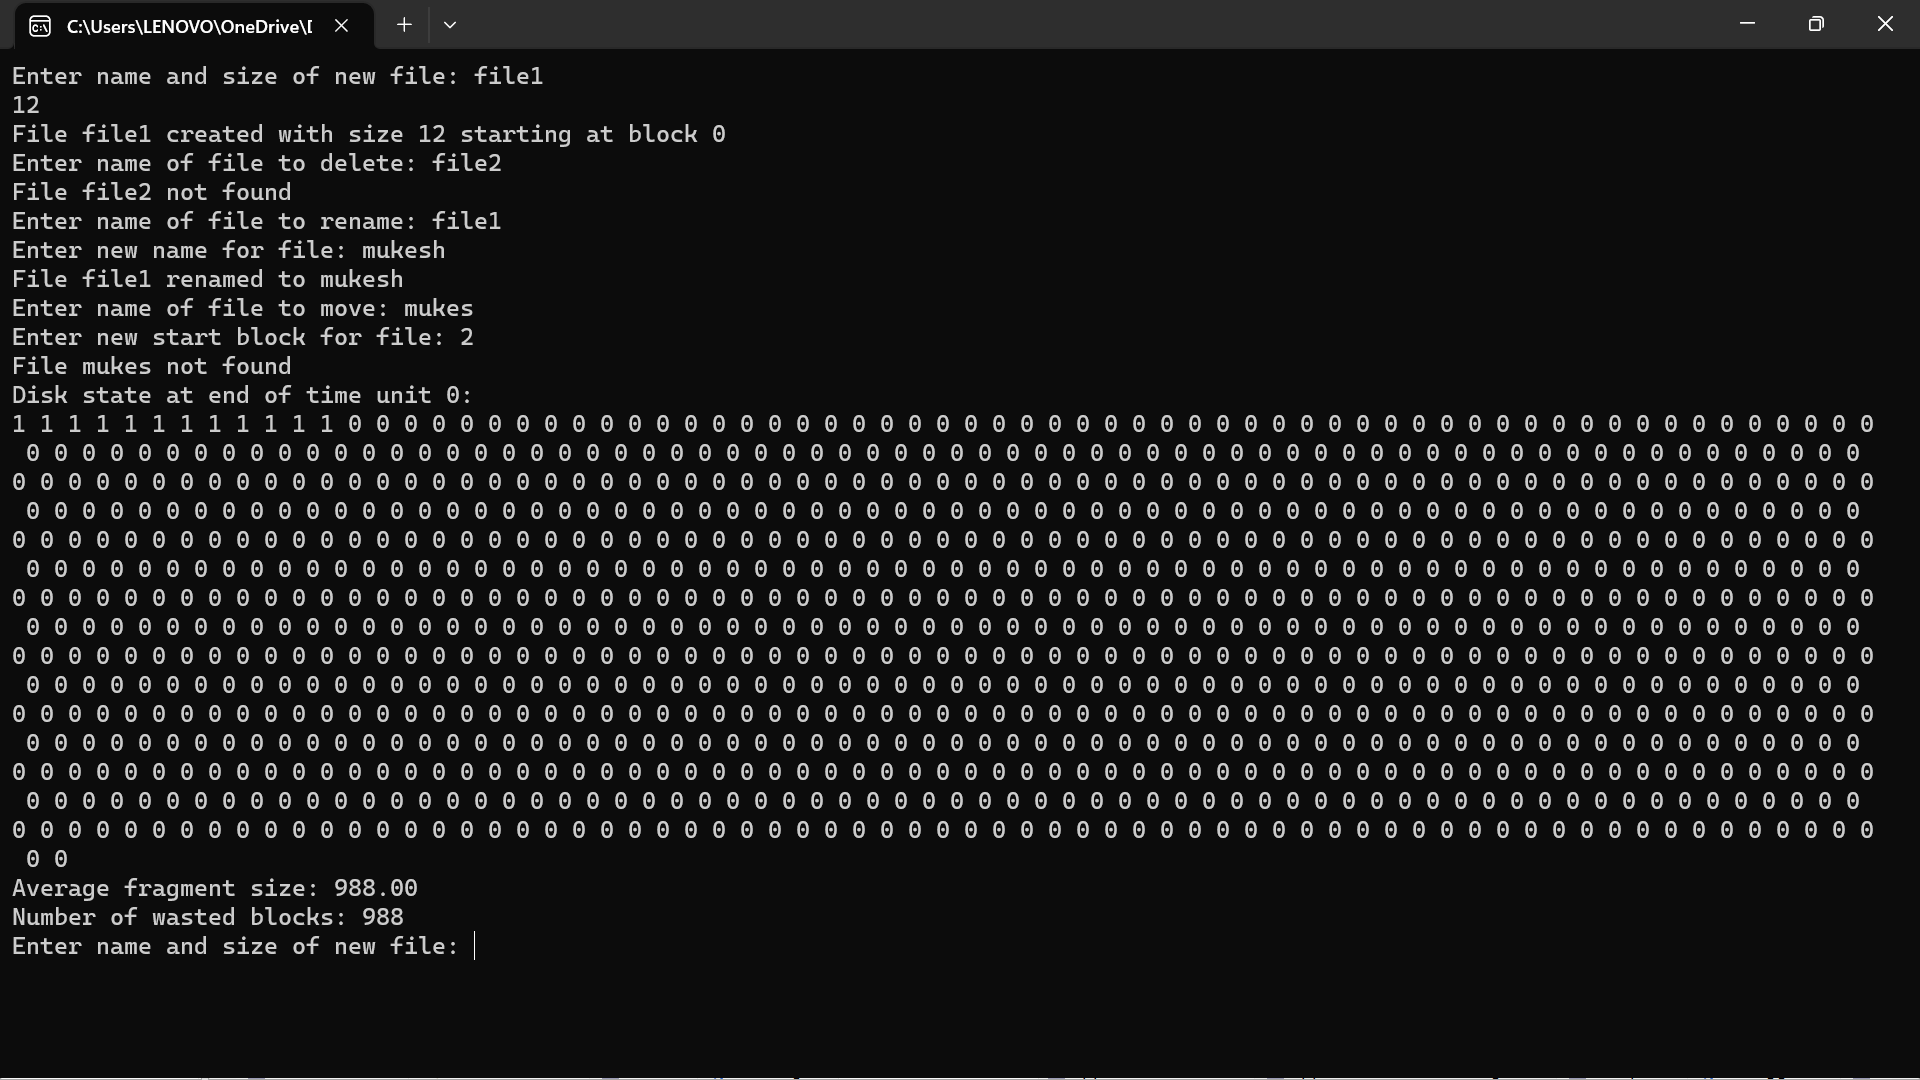 C:\Users\LENOVO\OneDrive\[
Enter name and size of new file: file1
12
File file1 created with size 12 starting at block 0
Enter name of file to delete: file2
File file2 not found
Enter name of file to rename: file1
Enter new name for file: mukesh
File file1 renamed to mukesh
Enter name of file to move: mukes
Enter new start block for file: 2
File mukes not found
Disk state at end of time unit 0:
1 1 1 1 1 1 1 1 1 1 1 1 0 0 0 0 0 0 0 0 0 0 0 0 0 0 0 0 0 0 0 0 0 0 0 0 0 0 0 0 0 0 0 0 0 0 0 0 0 0 0 0 0 0 0 0 0 0 0 0 0 0 0 0 0 0 0
0 0 0 0 0 0 0 0 0 0 0 0 0 0 0 0 0 0 0 0 0 0 0 0 0 0 0 0 0 0 0 0 0 0 0 0 0 0 0 0 0 0 0 0 0 0 0 0 0 0 0 0 0 0 0 0 0 0 0 0 0 0 0 0 0 0
0 0 0 0 0 0 0 0 0 0 0 0 0 0 0 0 0 0 0 0 0 0 0 0 0 0 0 0 0 0 0 0 0 0 0 0 0 0 0 0 0 0 0 0 0 0 0 0 0 0 0 0 0 0 0 0 0 0 0 0 0 0 0 0 0 0 0
0 0 0 0 0 0 0 0 0 0 0 0 0 0 0 0 0 0 0 0 0 0 0 0 0 0 0 0 0 0 0 0 0 0 0 0 0 0 0 0 0 0 0 0 0 0 0 0 0 0 0 0 0 0 0 0 0 0 0 0 0 0 0 0 0 0
0 0 0 0 0 0 0 0 0 0 0 0 0 0 0 0 0 0 0 0 0 0 0 0 0 0 0 0 0 0 0 0 0 0 0 0 0 0 0 0 0 0 0 0 0 0 0 0 0 0 0 0 0 0 0 0 0 0 0 0 0 0 0 0 0 0 0
0 0 0 0 0 0 0 0 0 0 0 0 0 0 0 0 0 0 0 0 0 0 0 0 0 0 0 0 0 0 0 0 0 0 0 0 0 0 0 0 0 0 0 0 0 0 0 0 0 0 0 0 0 0 0 0 0 0 0 0 0 0 0 0 0 0
0 0 0 0 0 0 0 0 0 0 0 0 0 0 0 0 0 0 0 0 0 0 0 0 0 0 0 0 0 0 0 0 0 0 0 0 0 0 0 0 0 0 0 0 0 0 0 0 0 0 0 0 0 0 0 0 0 0 0 0 0 0 0 0 0 0 0
0 0 0 0 0 0 0 0 0 0 0 0 0 0 0 0 0 0 0 0 0 0 0 0 0 0 0 0 0 0 0 0 0 0 0 0 0 0 0 0 0 0 0 0 0 0 0 0 0 0 0 0 0 0 0 0 0 0 0 0 0 0 0 0 0 0
0 0 0 0 0 0 0 0 0 0 0 0 0 0 0 0 0 0 0 0 0 0 0 0 0 0 0 0 0 0 0 0 0 0 0 0 0 0 0 0 0 0 0 0 0 0 0 0 0 0 0 0 0 0 0 0 0 0 0 0 0 0 0 0 0 0 0
0 0 0 0 0 0 0 0 0 0 0 0 0 0 0 0 0 0 0 0 0 0 0 0 0 0 0 0 0 0 0 0 0 0 0 0 0 0 0 0 0 0 0 0 0 0 0 0 0 0 0 0 0 0 0 0 0 0 0 0 0 0 0 0 0 0
0 0 0 0 0 0 0 0 0 0 0 0 0 0 0 0 0 0 0 0 0 0 0 0 0 0 0 0 0 0 0 0 0 0 0 0 0 0 0 0 0 0 0 0 0 0 0 0 0 0 0 0 0 0 0 0 0 0 0 0 0 0 0 0 0 0 0
0 0 0 0 0 0 0 0 0 0 0 0 0 0 0 0 0 0 0 0 0 0 0 0 0 0 0 0 0 0 0 0 0 0 0 0 0 0 0 0 0 0 0 0 0 0 0 0 0 0 0 0 0 0 0 0 0 0 0 0 0 0 0 0 0 0
0 0 0 0 0 0 0 0 0 0 0 0 0 0 0 0 0 0 0 0 0 0 0 0 0 0 0 0 0 0 0 0 0 0 0 0 0 0 0 0 0 0 0 0 0 0 0 0 0 0 0 0 0 0 0 0 0 0 0 0 0 0 0 0 0 0 0
0 0 0 0 0 0 0 0 0 0 0 0 0 0 0 0 0 0 0 0 0 0 0 0 0 0 0 0 0 0 0 0 0 0 0 0 0 0 0 0 0 0 0 0 0 0 0 0 0 0 0 0 0 0 0 0 0 0 0 0 0 0 0 0 0 0
0 0 0 0 0 0 0 0 0 0 0 0 0 0 0 0 0 0 0 0 0 0 0 0 0 0 0 0 0 0 0 0 0 0 0 0 0 0 0 0 0 0 0 0 0 0 0 0 0 0 0 0 0 0 0 0 0 0 0 0 0 0 0 0 0 0 0
0 0
Average fragment size: 988.00
Number of wasted blocks: 988
Enter name and size of new file: